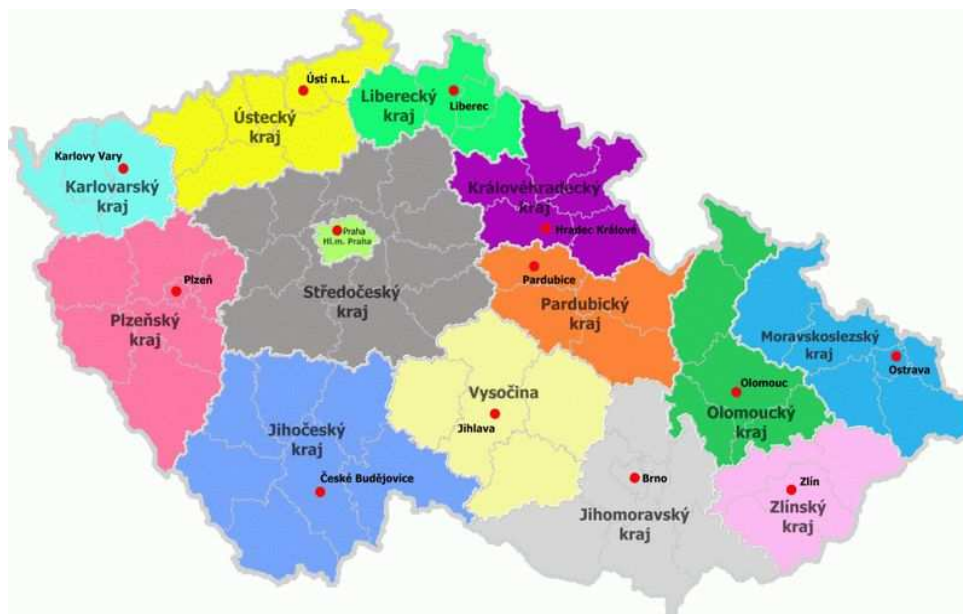 Ústí n.L.
Ústecký
kraj
Liberecký
kraj
Liberec
Karlovy Vary
Karlovarský
kraj
Královéhradecký
kraj
Hradec Králové
Praha
Hl.m. Praha
Plzeň
Plzeňský
kraj
Středočeský
kraj
Pardubice
Pardubický
kraj
Moravskoslezský
kraj
Ostrava
Olomouc
Olomoucký
kraj
Vysočina
Jihlava
Jihočeský
kraj
České Budějovice
Brno
Jihomoravský
kraj
Zlín
Zlínský
kraj